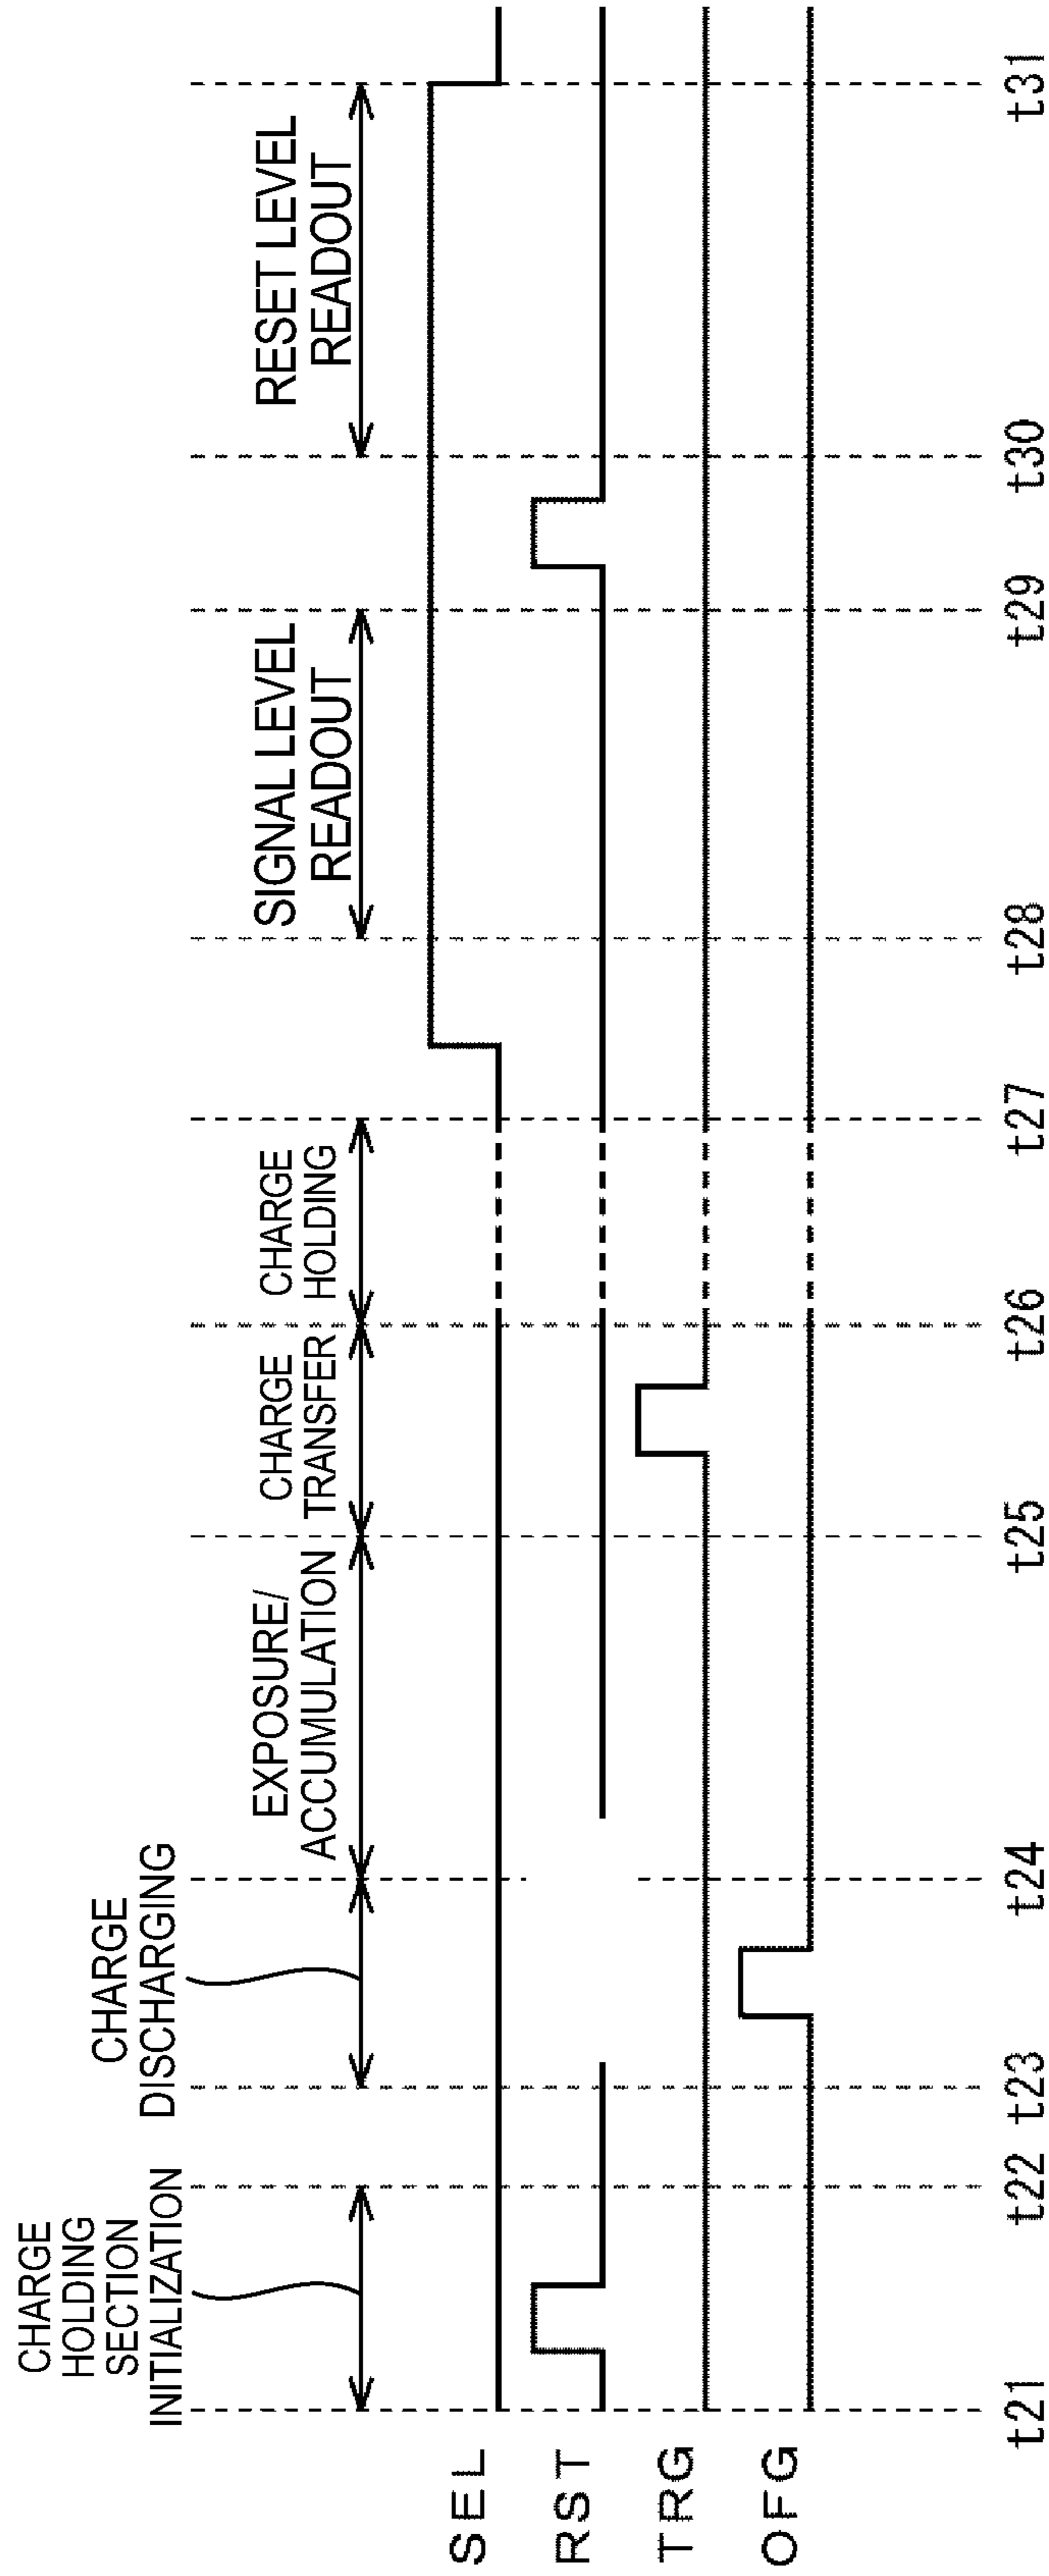 CHARGE
HOLDING
SECTION
INITIALIZATION
CHARGE
DISCHARGING
EXPOSURE/
ACCUMULATION
CHARGE
TRANSFER
CHARGE
HOLDING
SIGNAL LEVEL
READOUT
RESET LEVEL
READOUT
SEL
RST
TRG
OFG
t21
t22
t23
t24
t25
t26
t27
t28
t29
t30
t31